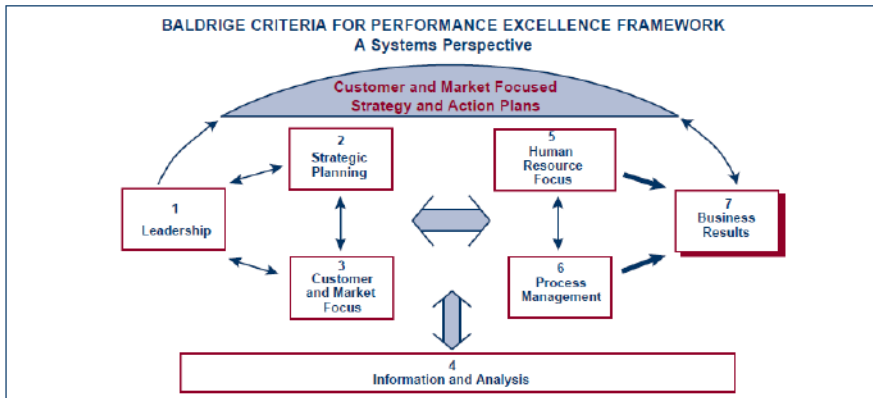 BALDRIGE CRITERIA FOR PERFORMANCE EXCELLENCE FRAMEWORK
A Systems Perspective
Customer and Market Focused
Strategy and Action Plans
1
Leadership
2
Strategic
Planning
3
Customer
and Market
Focus
5
Human
Resource
Focus
6
Process
Management
7
Business
Results
4
Information and Analysis